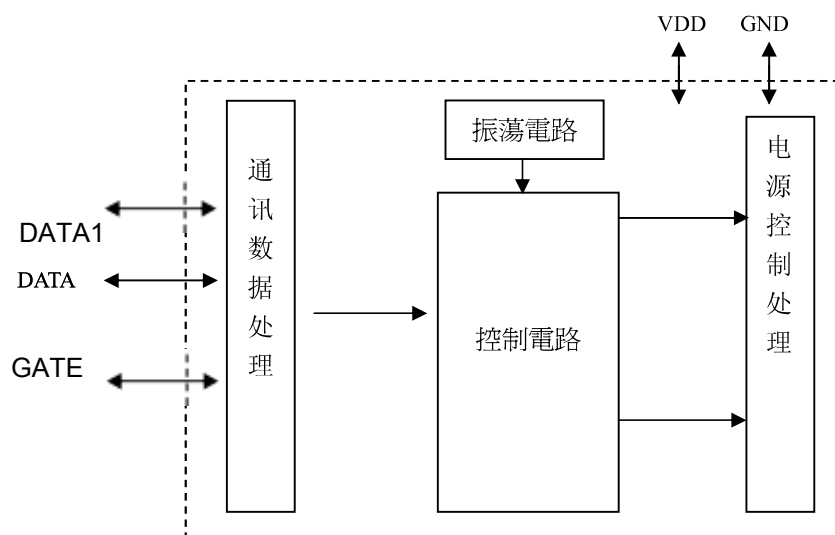 VDD
GND
振荡電路
通讯数据处理
电源控制处理
DATA1
DATA
GATE
控制電路